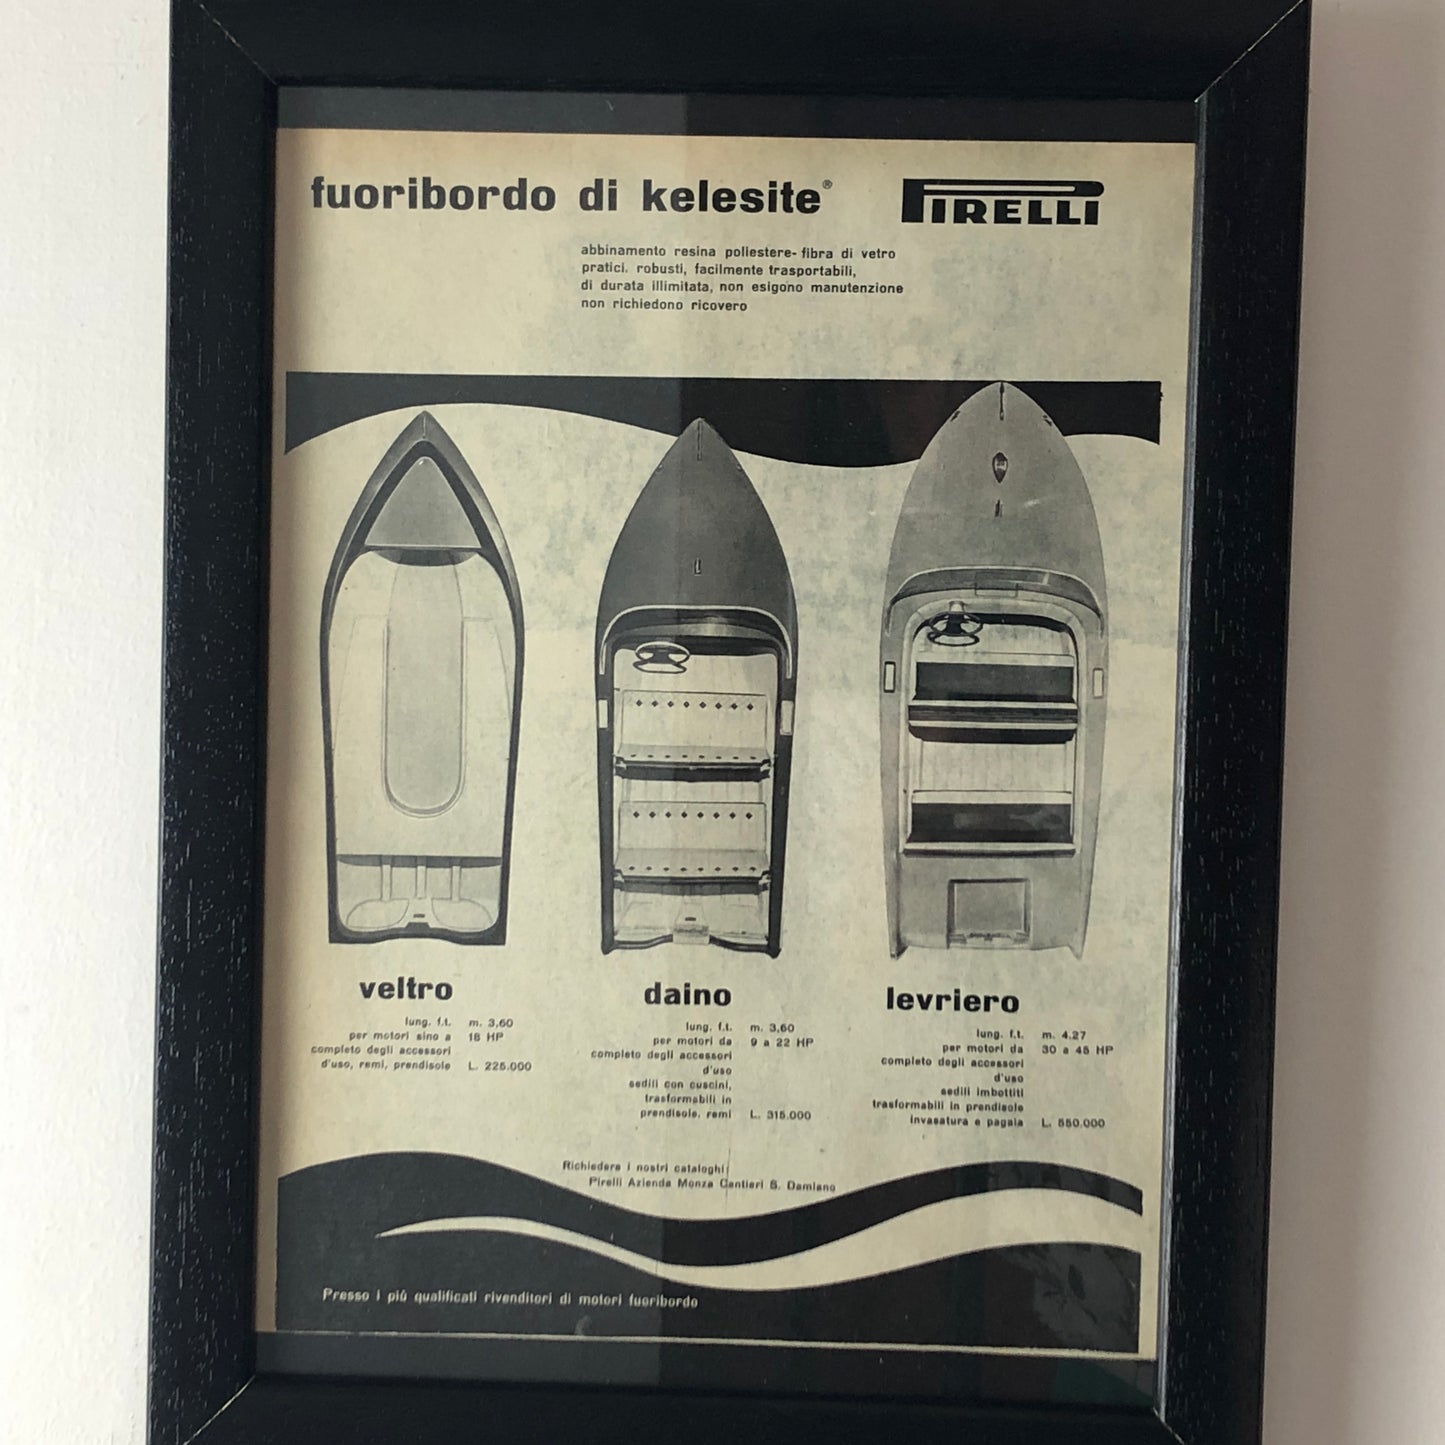 fuoribordo di kelesite®
PIRELLI
abbinamento resina poliestere-fibra di vetro
pratici. robusti, facilmente trasportabili,
di durata illimitata, non esigono manutenzione
non richiedono ricovero
veltro
lung. f.t. m. 3,60
per motori sino a 18 HP
completo degli accessori
d'uso, remi, prendisole L. 225.000
daino
lung. f.t. m. 3,60
per motori da 9 a 22 HP
completo degli accessori
d'uso
sedili con cuscini,
trasformabili in
prendisole. remi L. 315.000
levriero
lung. f.t. m. 4.27
per motori da 30 a 45 HP
completo degli accessori
d'uso
sedili imbottiti
trasformabili in prendisole
invasatura e pagaia L. 550.000
Richiedere i nostri cataloghi:
Pirelli Azienda Monza Cantieri S. Damiano
Presso i più qualificati rivenditori di motori fuoribordo